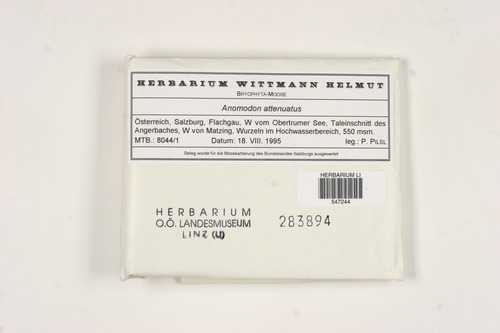 HERBARIUM WITTMANN HELMUT
BRYOPHYTA-MOOSE
Anomodon attenuatus
Österreich, Salzburg, Flachgau, W vom Obertrumer See, Taleinschnitt des
Angerbaches, W von Matzing, Wurzeln im Hochwasserbereich, 550 msm.
MTB.: 8044/1 Datum: 18. VIII. 1995 leg.: P. PILSL
Beleg wurde für die Mooskartierung des Bundeslandes Salzburgs ausgewertet
HERBARIUM LI
547244
HERBARIUM
O.Ö. LANDESMUSEUM
LINZ (LI)
283894